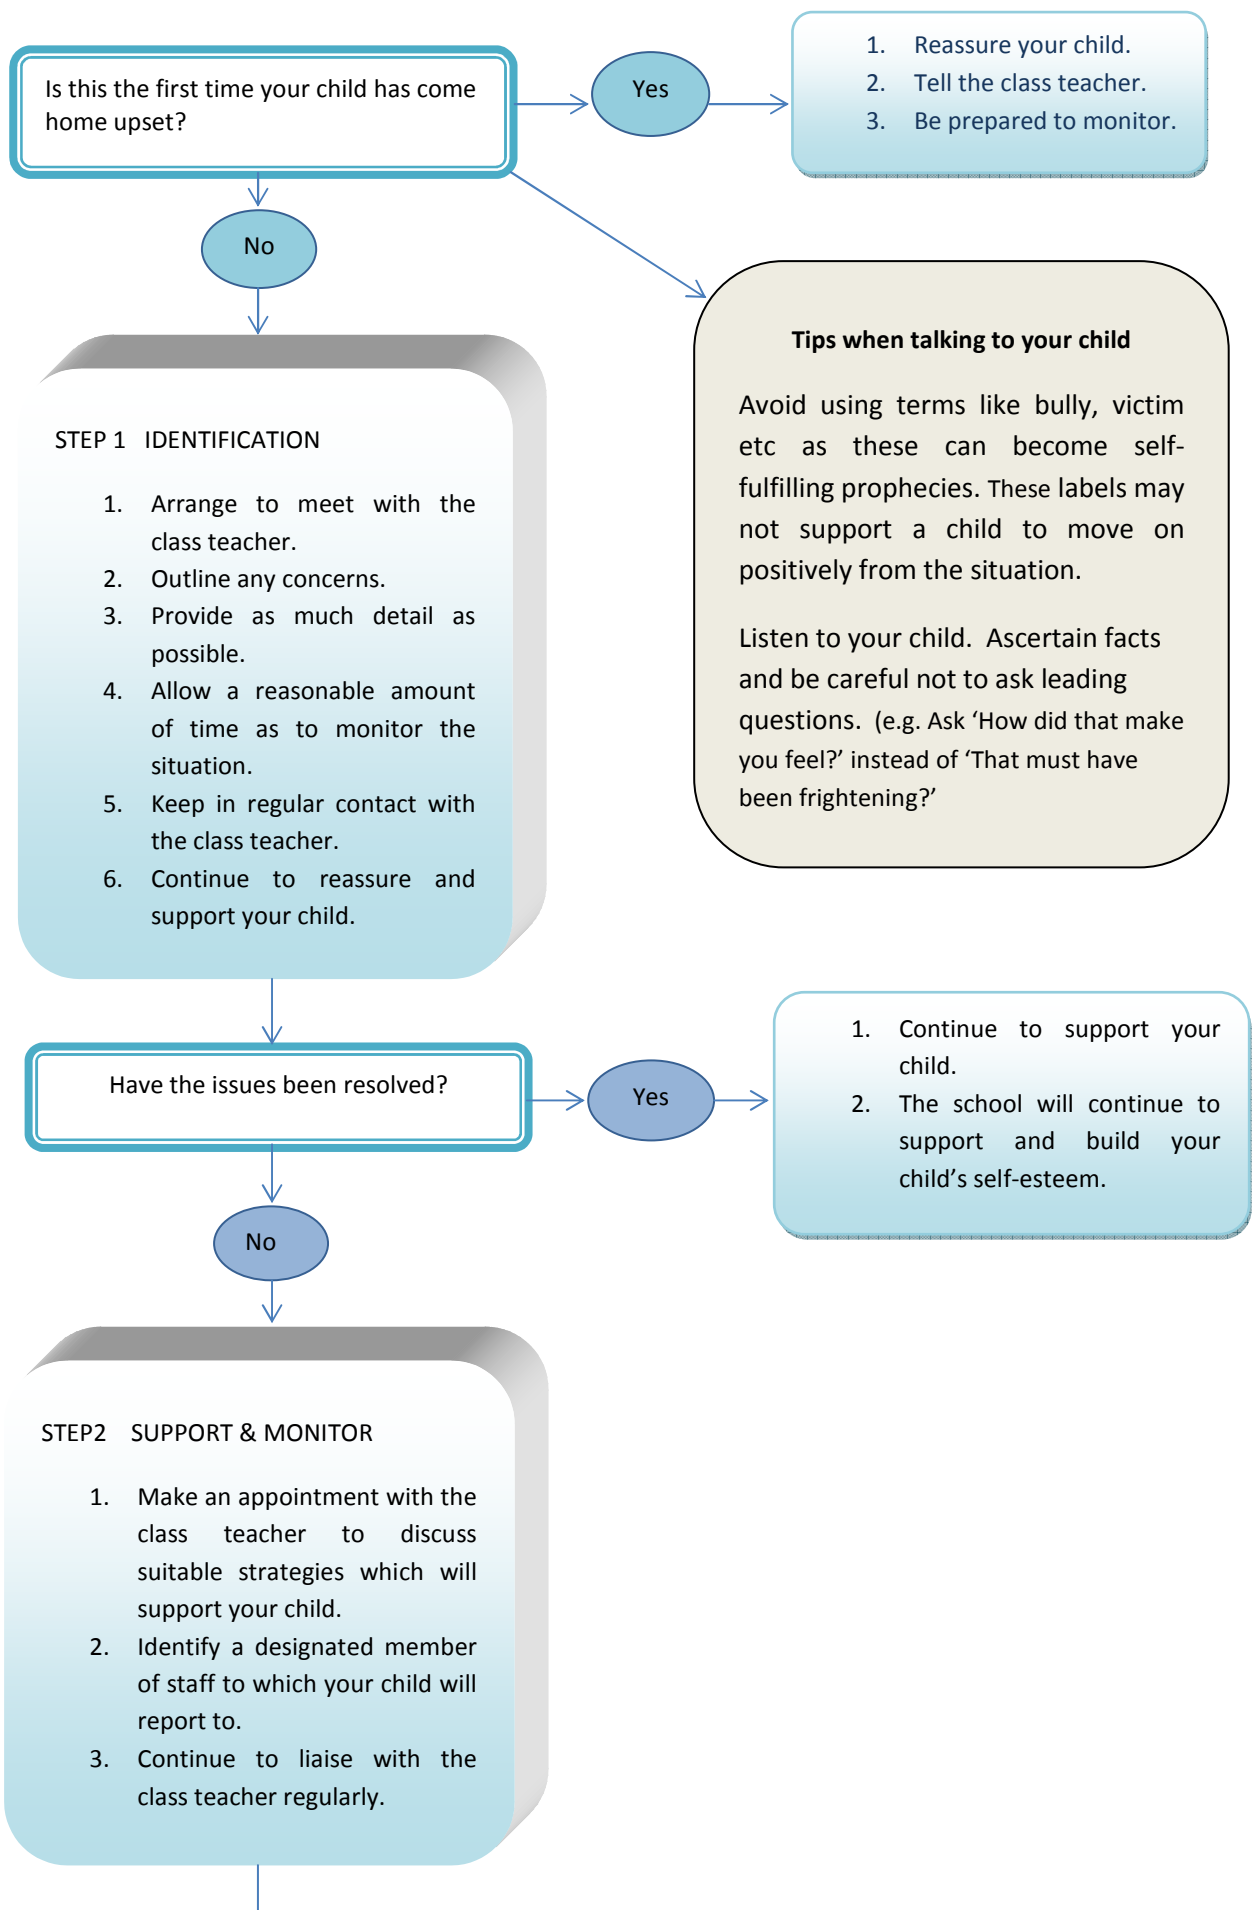 Is this the first time your child has come
home upset?
Yes
1. Reassure your child.
2. Tell the class teacher.
3. Be prepared to monitor.
No
Tips when talking to your child
Avoid using terms like bully, victim
etc as these can become self-
fulfilling prophecies. These labels may
not support a child to move on
positively from the situation.
Listen to your child. Ascertain facts
and be careful not to ask leading
questions. (e.g. Ask ‘How did that make
you feel?’ instead of ‘That must have
been frightening?’
STEP 1 IDENTIFICATION
1. Arrange to meet with the
class teacher.
2. Outline any concerns.
3. Provide as much detail as
possible.
4. Allow a reasonable amount
of time as to monitor the
situation.
5. Keep in regular contact with
the class teacher.
6. Continue to reassure and
support your child.
Have the issues been resolved?
Yes
1. Continue to support your
child.
2. The school will continue to
support and build your
child’s self-esteem.
No
STEP2 SUPPORT & MONITOR
1. Make an appointment with the
class teacher to discuss
suitable strategies which will
support your child.
2. Identify a designated member
of staff to which your child will
report to.
3. Continue to liaise with the
class teacher regularly.